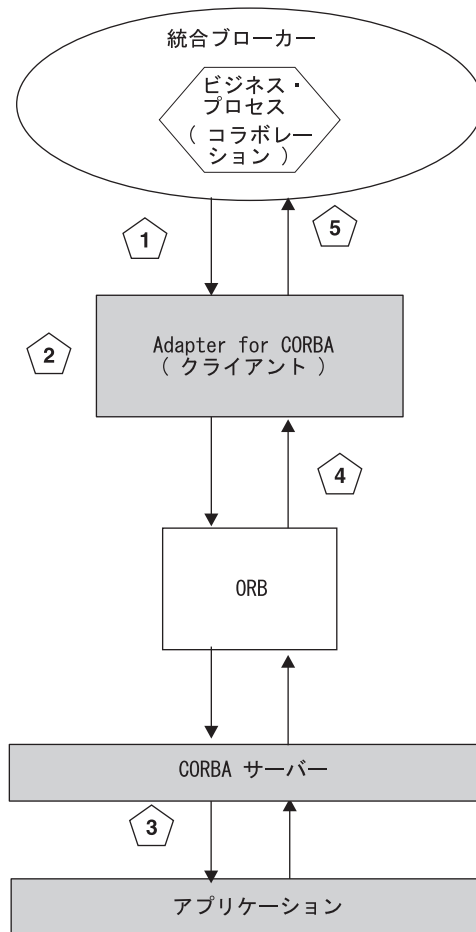 統合ブローカー
ビジネス・
プロセス
( コラボレー
ション )
1
5
2
Adapter for CORBA
( クライアント )
4
ORB
CORBA サーバー
3
アプリケーション